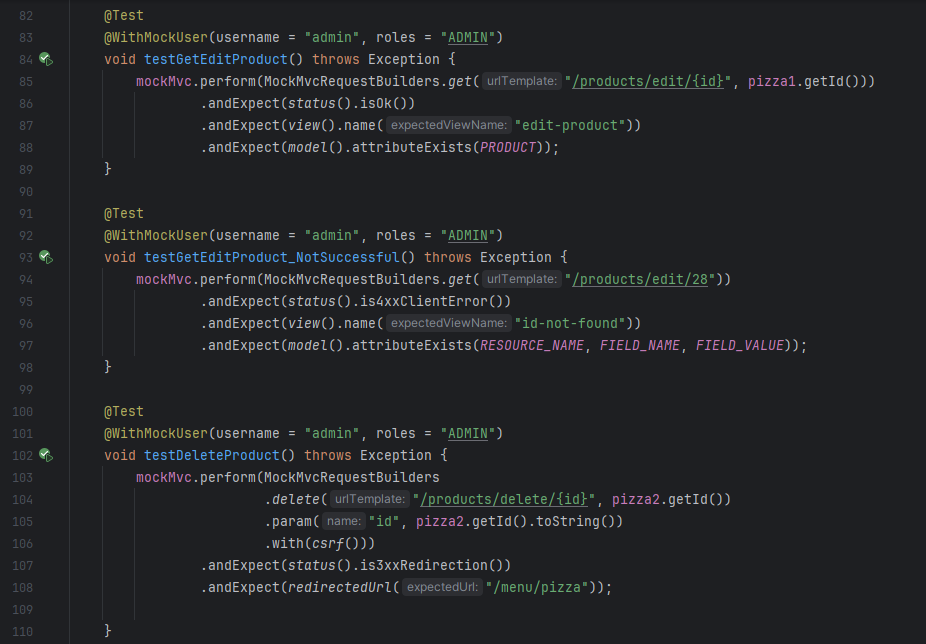 82 @Test
83 @WithMockUser(username = "admin", roles = "ADMIN")
84 void testGetEditProduct() throws Exception {
85 mockMvc.perform(MockMvcRequestBuilders.get( urlTemplate: "/products/edit/{id}", pizza1.getId()))
86 .andExpect(status().isOk())
87 .andExpect(view().name( expectedViewName: "edit-product"))
88 .andExpect(model().attributeExists(PRODUCT));
89 }
90
91 @Test
92 @WithMockUser(username = "admin", roles = "ADMIN")
93 void testGetEditProduct_NotSuccessful() throws Exception {
94 mockMvc.perform(MockMvcRequestBuilders.get( urlTemplate: "/products/edit/28"))
95 .andExpect(status().is4xxClientError())
96 .andExpect(view().name( expectedViewName: "id-not-found"))
97 .andExpect(model().attributeExists(RESOURCE_NAME, FIELD_NAME, FIELD_VALUE));
98 }
99
100 @Test
101 @WithMockUser(username = "admin", roles = "ADMIN")
102 void testDeleteProduct() throws Exception {
103 mockMvc.perform(MockMvcRequestBuilders
104 .delete( urlTemplate: "/products/delete/{id}", pizza2.getId())
105 .param( name: "id", pizza2.getId().toString())
106 .with(csrf()))
107 .andExpect(status().is3xxRedirection())
108 .andExpect(redirectedUrl( expectedUrl: "/menu/pizza"));
109
110 }